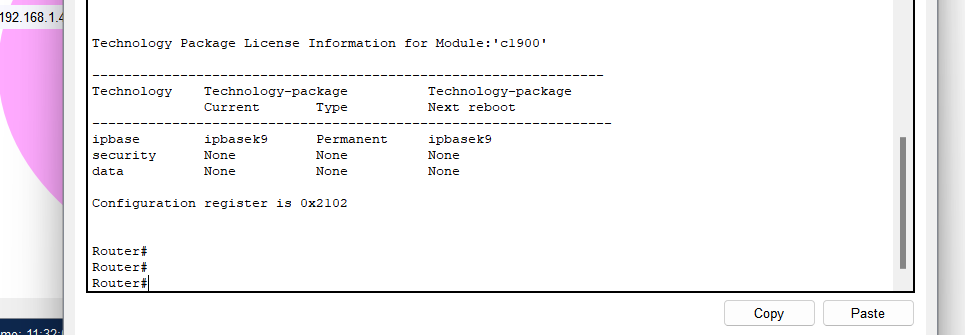 192.168.1.4
Technology Package License Information for Module:'c1900'
----------------------------------------------------------------
Technology    Technology-package          Technology-package
              Current       Type          Next reboot
-----------------------------------------------------------------
ipbase        ipbasek9      Permanent     ipbasek9
security      None          None          None
data          None          None          None
Configuration register is 0x2102
Router#
Router#
Router#
Copy Paste
11:32: